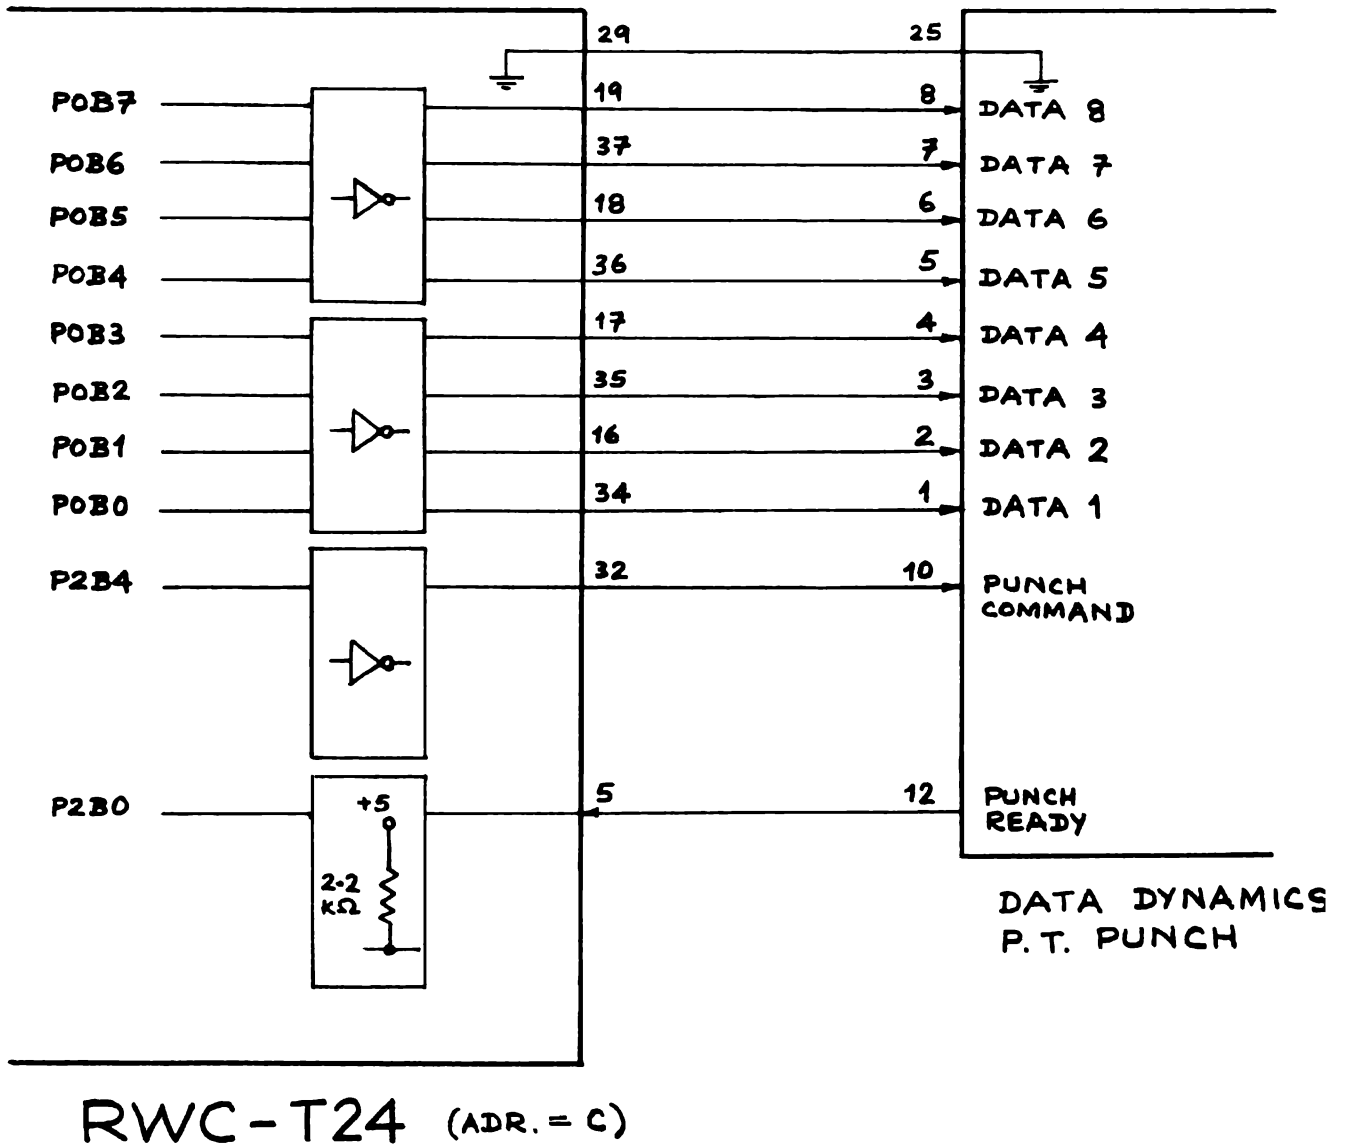 29 25
P0B7 19 8 DATA 8
P0B6 37 7 DATA 7
P0B5 18 6 DATA 6
P0B4 36 5 DATA 5
P0B3 17 4 DATA 4
P0B2 35 3 DATA 3
P0B1 16 2 DATA 2
P0B0 34 1 DATA 1
P2B4 32 10 PUNCH
COMMAND
P2B0 +5 5 12 PUNCH
READY
2.2
kΩ
DATA DYNAMICS
P.T. PUNCH
RWC-T24 (ADR. = C)